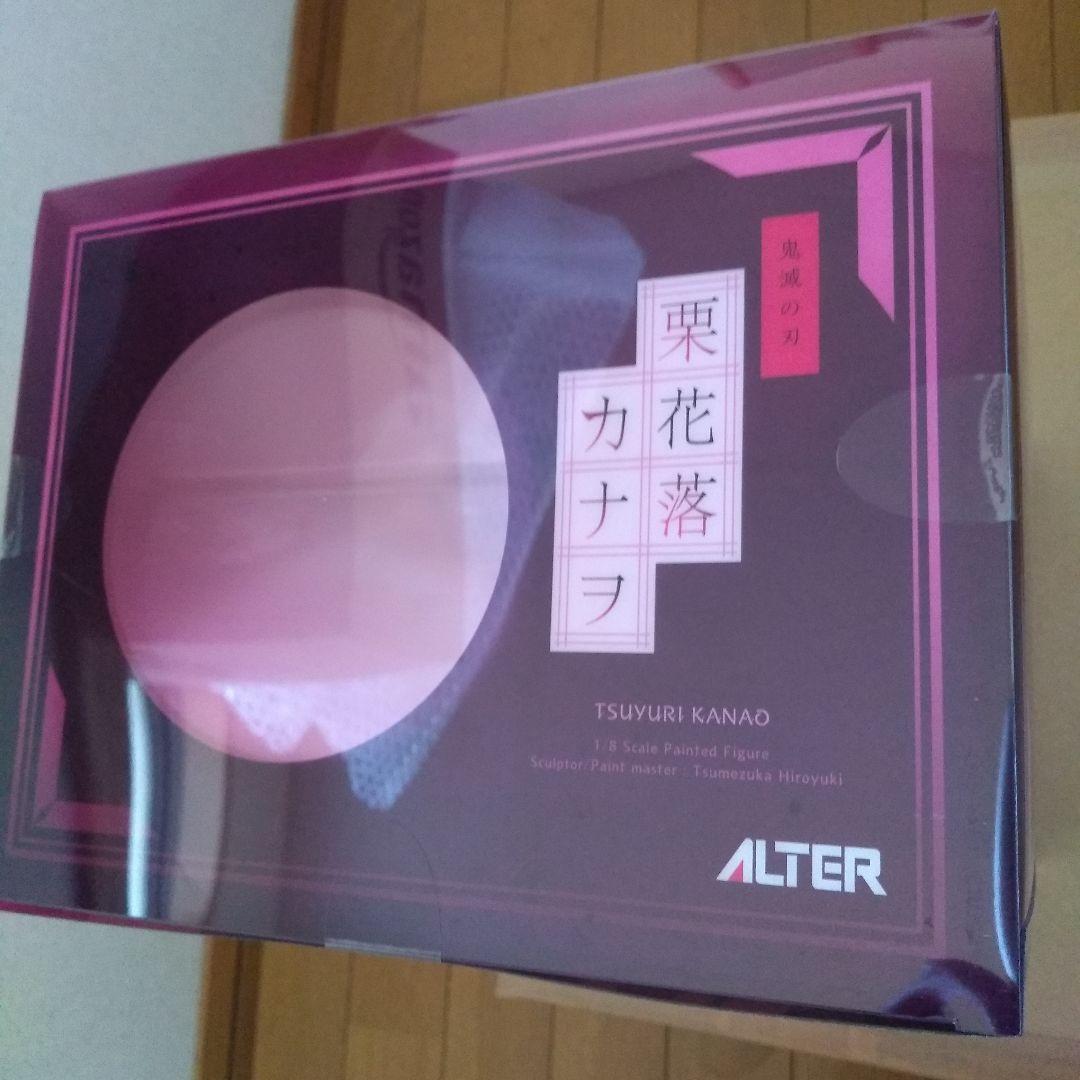 鬼滅の刃
栗花落
カナヲ
TSUYURI KANAO
1/8 Scale Painted Figure
Sculptor/Paint master : Tsumezuka Hiroyuki
ALTER